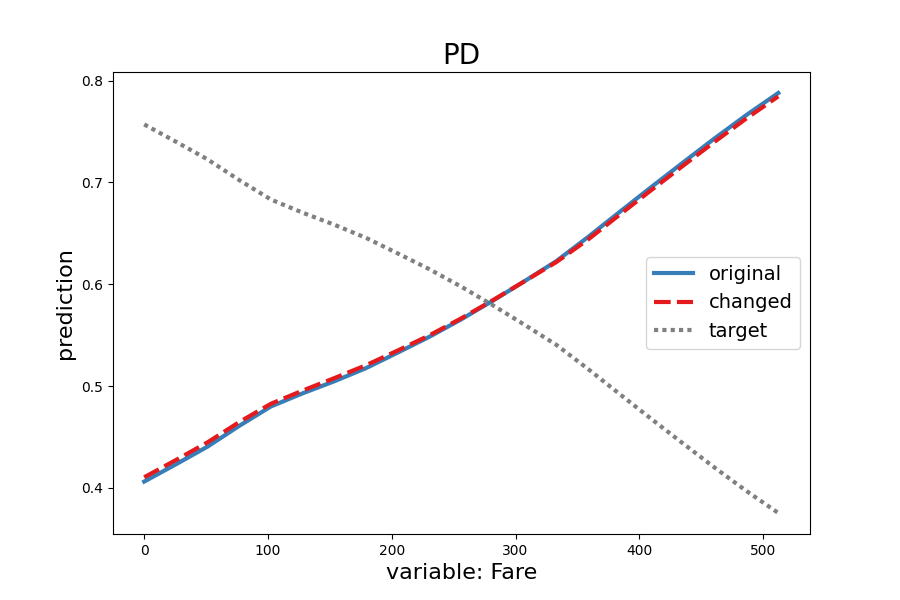 PD
prediction
0.8
0.7
0.6
0.5
0.4
original
changed
target
0 100 200 300 400 500
variable: Fare